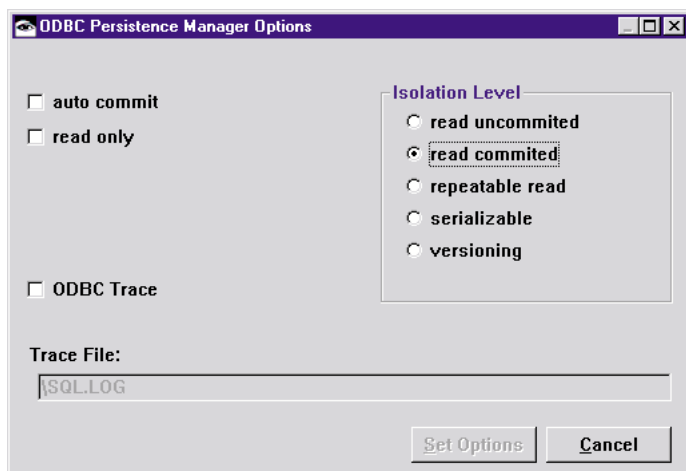 ODBC Persistence Manager Options
auto commit
read only
Isolation Level
read uncommited
read commited
repeatable read
serializable
versioning
ODBC Trace
Trace File:
\SQL.LOG
Set Options
Cancel